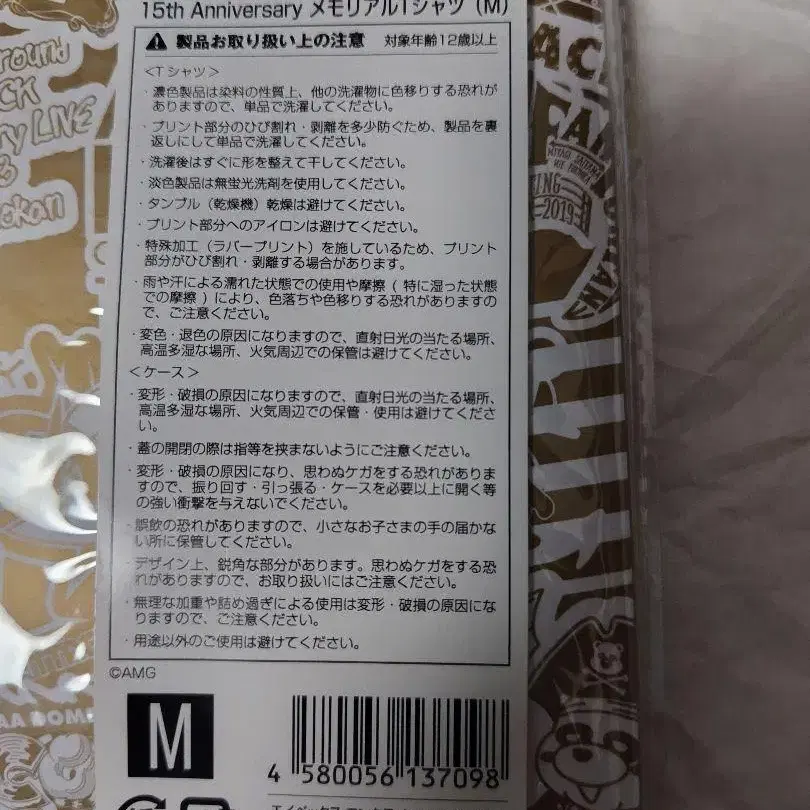 15th Anniversary メモリアルTシャツ（M）
製品お取り扱い上の注意 対象年齢12歳以上
＜Tシャツ＞
・濃色製品は染料の性質上、他の洗濯物に色移りする恐れが
ありますので、単品で洗濯してください。
・プリント部分のひび割れ・剥離を多少防ぐため、製品を裏
返しにして単品で洗濯してください。
・洗濯後はすぐに形を整えて干してください。
・淡色製品は無蛍光洗剤を使用してください。
・タンブル（乾燥機）乾燥は避けてください。
・プリント部分へのアイロンは避けてください。
・特殊加工（ラバープリント）を施しているため、プリント
部分がひび割れ・剥離する場合があります。
・雨や汗による濡れた状態での使用や摩擦（特に湿った状態
での摩擦）により、色落ちや色移りする恐れがありますの
で、ご注意ください。
・変色・退色の原因になりますので、直射日光の当たる場所、
高温多湿な場所、火気周辺での保管は避けてください。
＜ケース＞
・変形・破損の原因になりますので、直射日光の当たる場所、
高温多湿な場所、火気周辺での保管・使用は避けてくださ
い。
・蓋の開閉の際は指等を挟まないようにご注意ください。
・変形・破損の原因になり、思わぬケガをする恐れがありま
すので、振り回す・引っ張る・ケースを必要以上に開く等
の強い衝撃を与えないでください。
・誤飲の恐れがありますので、小さなお子さまの手の届かな
い所に保管してください。
・デザイン上、鋭角な部分があります。思わぬケガをする恐
れがありますので、お取り扱いにはご注意ください。
・無理な加重や詰め過ぎによる使用は変形・破損の原因にな
りますので、ご注意ください。
・用途以外のご使用は避けてください。
©AMG
M
4 580056 137098
round
CK
ry LIVE
okan
AA DOM
MIYAGI SAITAMA
2019